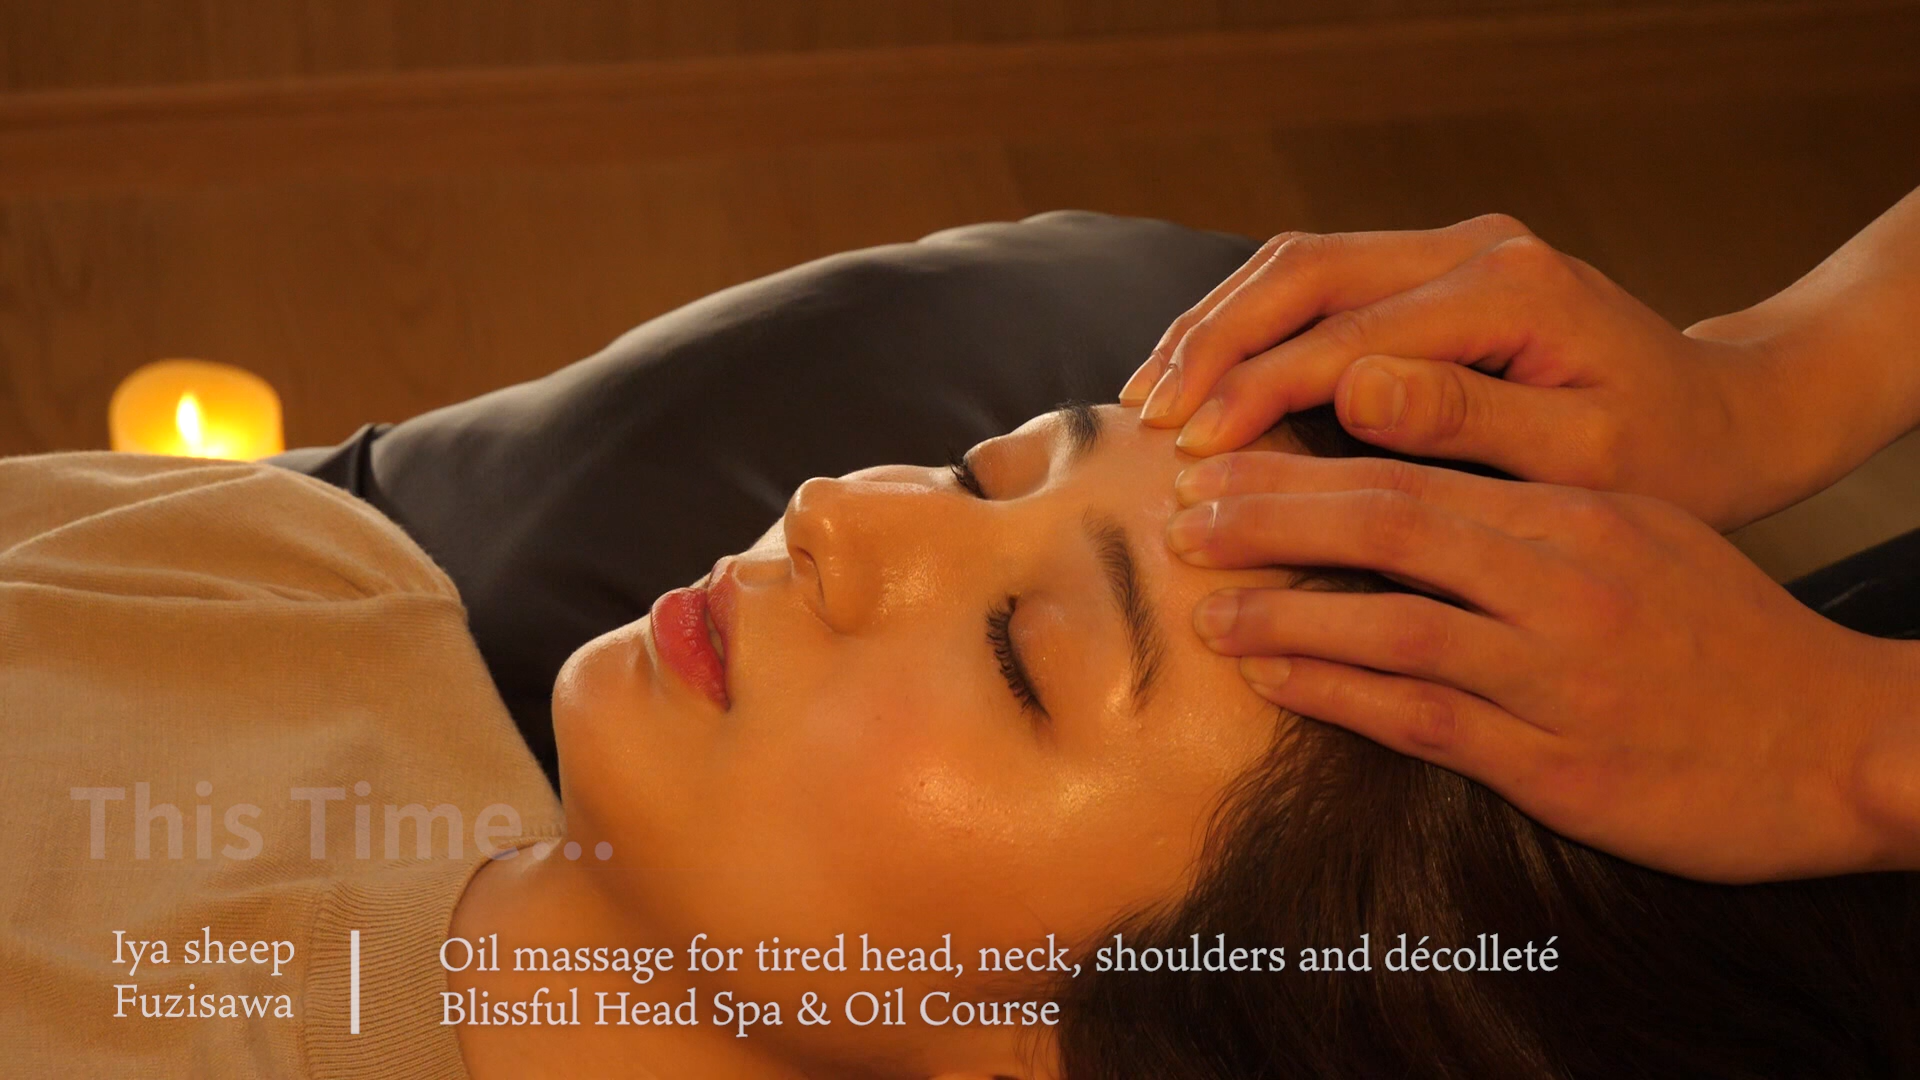 This Time...
Iya sheep
Fuzisawa
Oil massage for tired head, neck, shoulders and décolleté
Blissful Head Spa & Oil Course